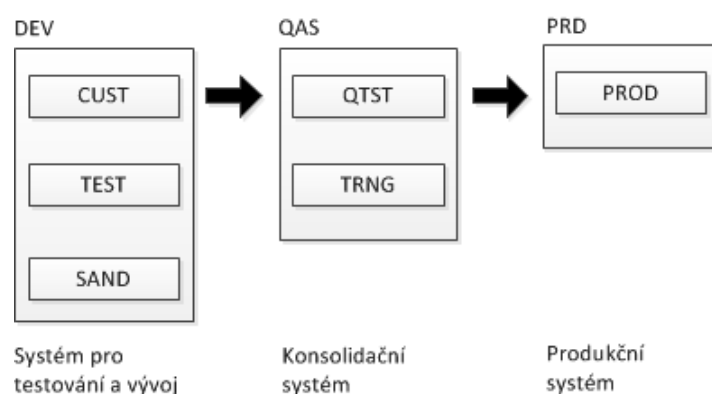 DEV
CUST
TEST
SAND
Systém pro
testování a vývoj
QAS
QTST
TRNG
Konsolidační
systém
PRD
PROD
Produkční
systém